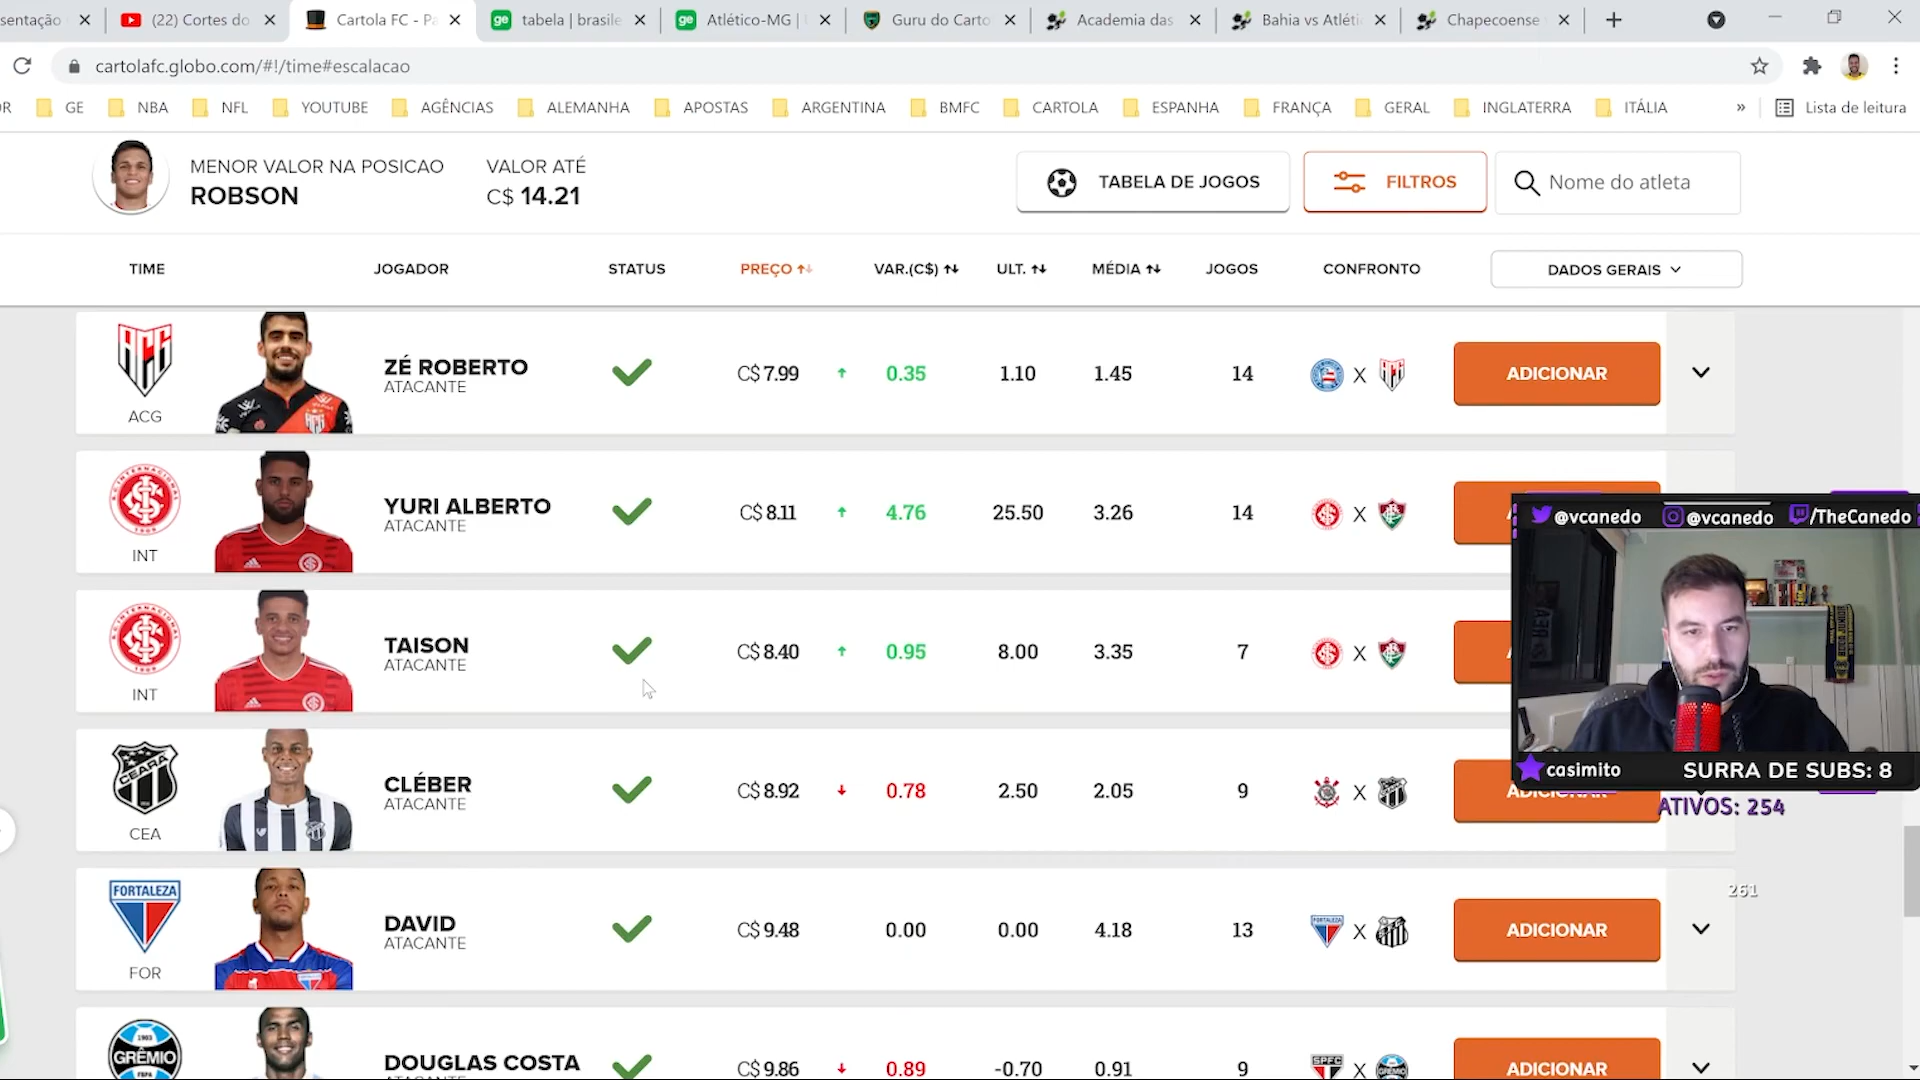 sentação
(22) Cortes do
Cartola FC - Pa
tabela | brasile
Atlético-MG |
Guru do Carto
Academia das
Bahia vs Atléti
Chapecoense
cartolafc.globo.com/#!/time#escalacao
GE
NBA
NFL
YOUTUBE
AGÊNCIAS
ALEMANHA
APOSTAS
ARGENTINA
BMFC
CARTOLA
ESPANHA
FRANÇA
GERAL
INGLATERRA
ITÁLIA
»
Lista de leitura
MENOR VALOR NA POSICAO
ROBSON
VALOR ATÉ
C$ 14.21
TABELA DE JOGOS
FILTROS
Nome do atleta
TIME JOGADOR STATUS PREÇO VAR.(C$) ULT. MÉDIA JOGOS CONFRONTO DADOS GERAIS
ACG
ZÉ ROBERTO
ATACANTE
C$ 7.99 0.35 1.10 1.45 14 X ADICIONAR
INT
YURI ALBERTO
ATACANTE
C$ 8.11 4.76 25.50 3.26 14 X
@vcanedo @vcanedo /TheCanedo
INT
TAISON
ATACANTE
C$ 8.40 0.95 8.00 3.35 7 X
casimito SURRA DE SUBS: 8
CEA
CLÉBER
ATACANTE
C$ 8.92 0.78 2.50 2.05 9 X ADICIONAR
ATIVOS: 254
261
FORTALEZA
FOR
DAVID
ATACANTE
C$ 9.48 0.00 0.00 4.18 13 X ADICIONAR
GRÊMIO
DOUGLAS COSTA
ATACANTE
C$ 9.86 0.89 -0.70 0.91 9 SPFC X ADICIONAR